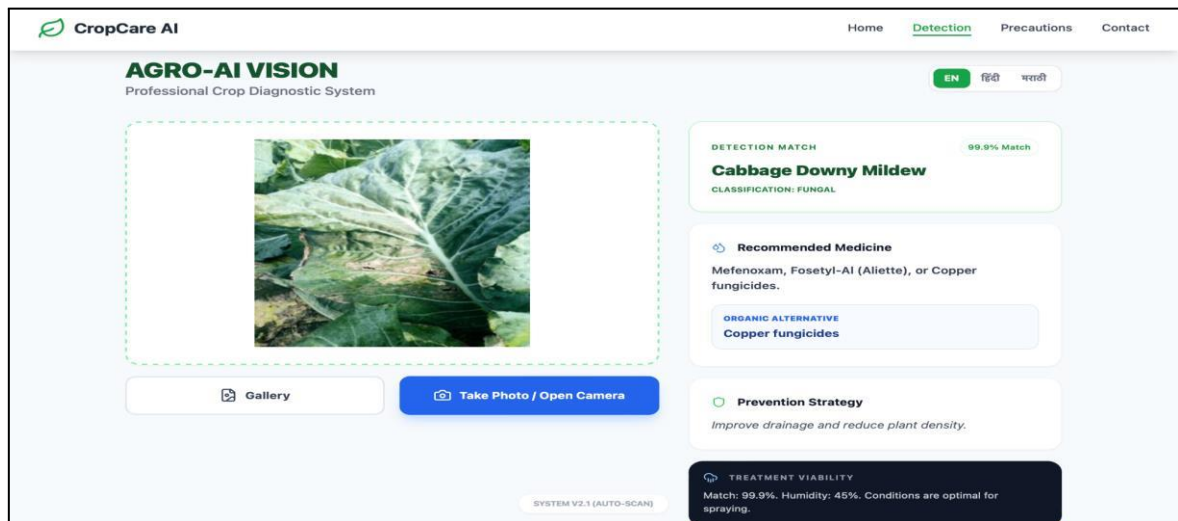 CropCare AI
Home
Detection
Precautions
Contact
AGRO-AI VISION
Professional Crop Diagnostic System
EN
हिंदी
मराठी
Gallery
Take Photo / Open Camera
DETECTION MATCH
99.9% Match
Cabbage Downy Mildew
CLASSIFICATION: FUNGAL
Recommended Medicine
Mefenoxam, Fosetyl-Al (Aliette), or Copper
fungicides.
ORGANIC ALTERNATIVE
Copper fungicides
Prevention Strategy
Improve drainage and reduce plant density.
TREATMENT VIABILITY
Match: 99.9%. Humidity: 45%. Conditions are optimal for
spraying.
SYSTEM V2.1 (AUTO-SCAN)